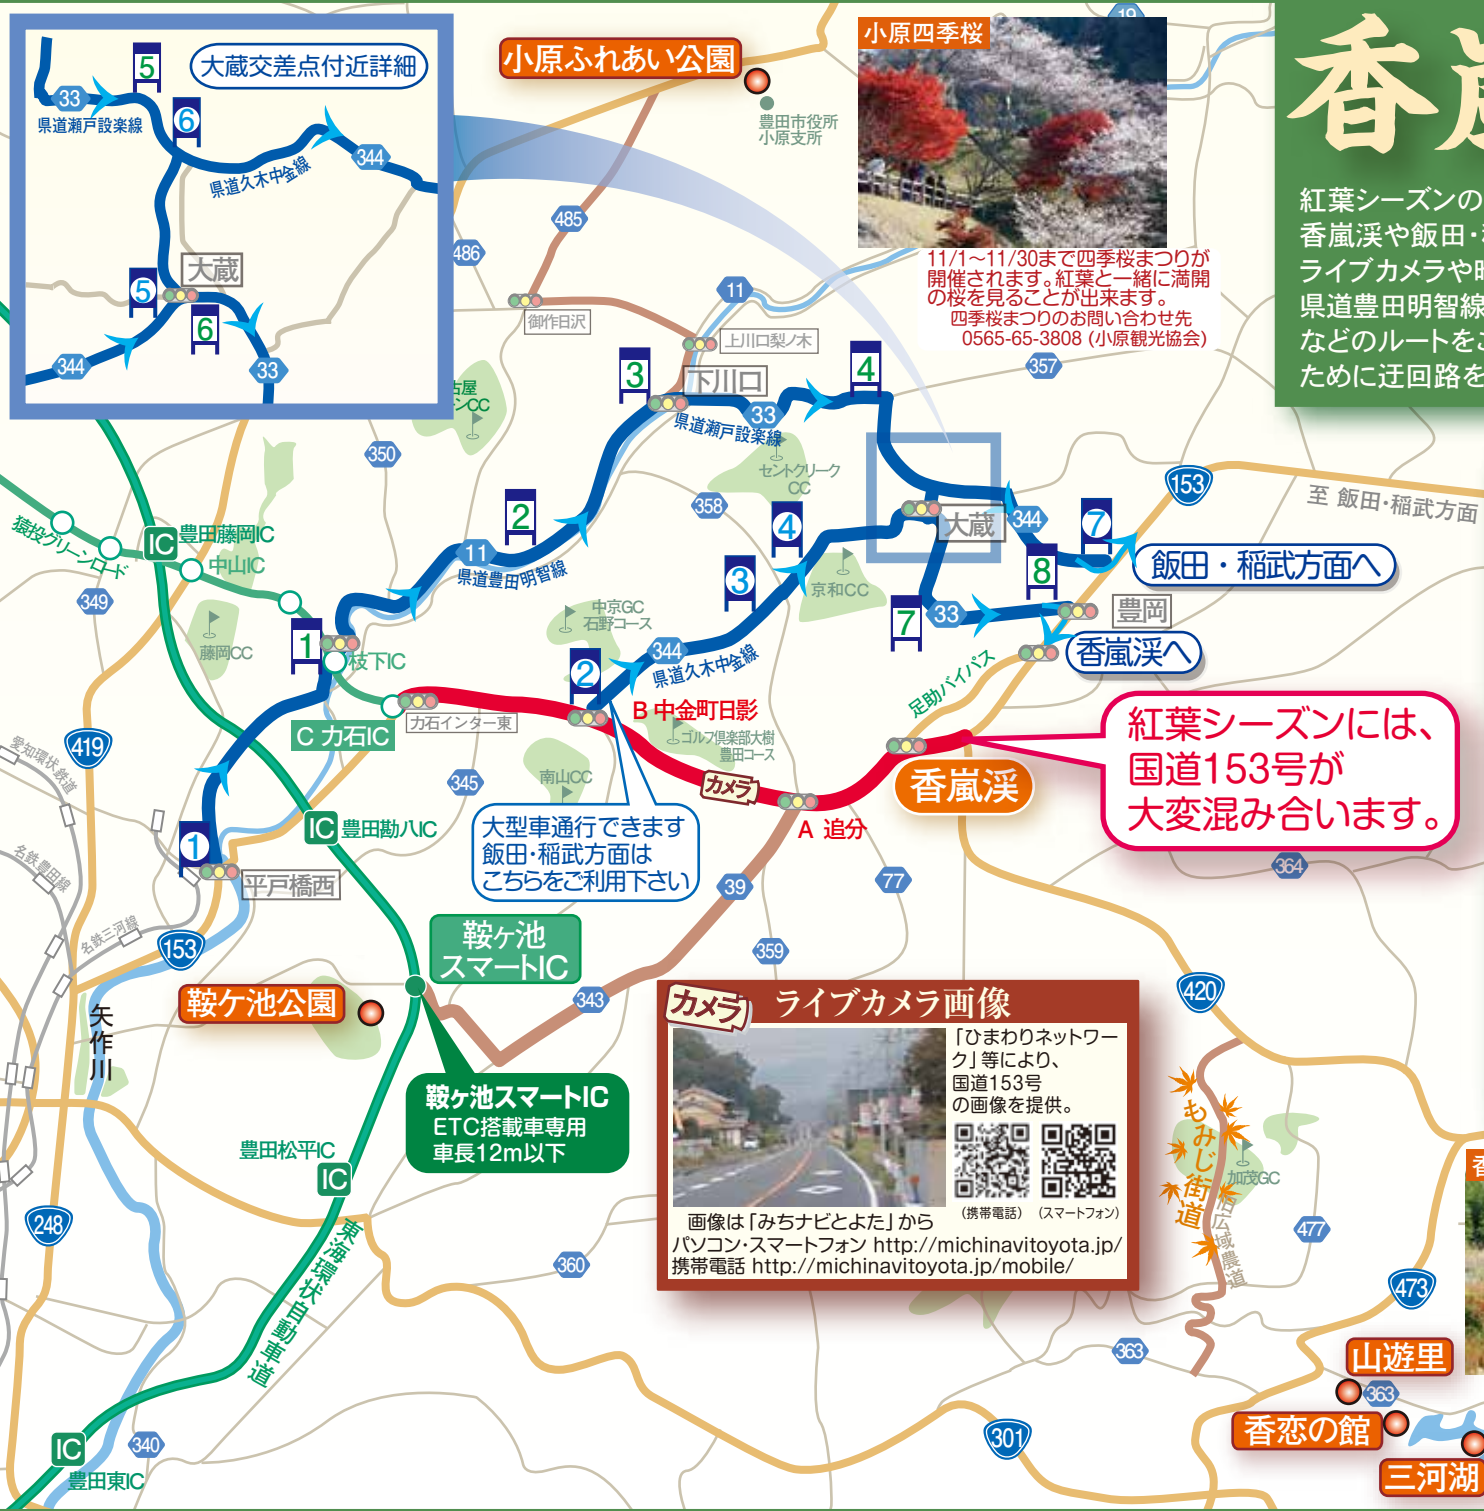 大蔵交差点付近詳細
5
6
33
県道瀬戸設楽線
344
県道久木中金線
大蔵
5
6
344
33
小原ふれあい公園
豊田市役所
小原支所
19
小原四季桜
11/1～11/30まで四季桜まつりが
開催されます。紅葉と一緒に満開
の桜を見ることが出来ます。
四季桜まつりのお問い合わせ先
0565-65-3808 (小原観光協会)
香嵐
紅葉シーズンの
香嵐渓や飯田・
ライブカメラや
県道豊田明智線
などのルートをご
ために迂回路を
486
485
御作日沢
11
上川口梨ノ木
357
3
下川口
33
県道瀬戸設楽線
4
古屋
ンCC
350
セントクリーク
CC
358
2
11
県道豊田明智線
4
3
京和CC
大蔵
344
7
8
153
至 飯田・稲武方面
飯田・稲武方面へ
7
33
豊岡
香嵐渓へ
足助バイパス
猿投グリーンロード
IC
豊田藤岡IC
中山IC
349
藤岡CC
1
枝下IC
中京GC
石野コース
344
県道久木中金線
2
C 力石IC
力石インター東
B 中金町日影
ゴルフ倶楽部大樹
豊田コース
南山CC
345
カメラ
A 追分
香嵐渓
紅葉シーズンには、
国道153号が
大変混み合います。
大型車通行できます
飯田・稲武方面は
こちらをご利用下さい
419
愛知環状鉄道
IC
豊田勘八IC
1
平戸橋西
名鉄豊田線
名鉄三河線
153
39
77
364
359
343
鞍ヶ池
スマートIC
鞍ケ池公園
矢作川
鞍ヶ池スマートIC
ETC搭載車専用
車長12m以下
カメラ
ライブカメラ画像
「ひまわりネットワー
ク」等により、
国道153号
の画像を提供。
(携帯電話)
(スマートフォン)
画像は「みちナビとよた」から
パソコン・スマートフォン http://michinavitoyota.jp/
携帯電話 http://michinavitoyota.jp/mobile/
420
もみじ街道
加茂GC
広域農道
477
473
豊田松平IC
IC
248
東海環状自動車道
360
363
山遊里
363
香恋の館
三河湖
301
IC
340
豊田東IC